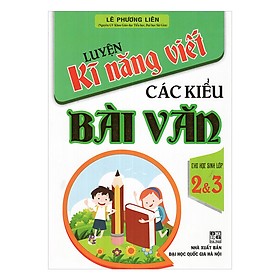 LÊ PHƯƠNG LIÊN
LUYỆN
Kĩ năng viết
CÁC KIỂU
BÀI VĂN
CHO HỌC SINH LỚP
2&3
NHÀ XUẤT BẢN
ĐẠI HỌC QUỐC GIA HÀ NỘI